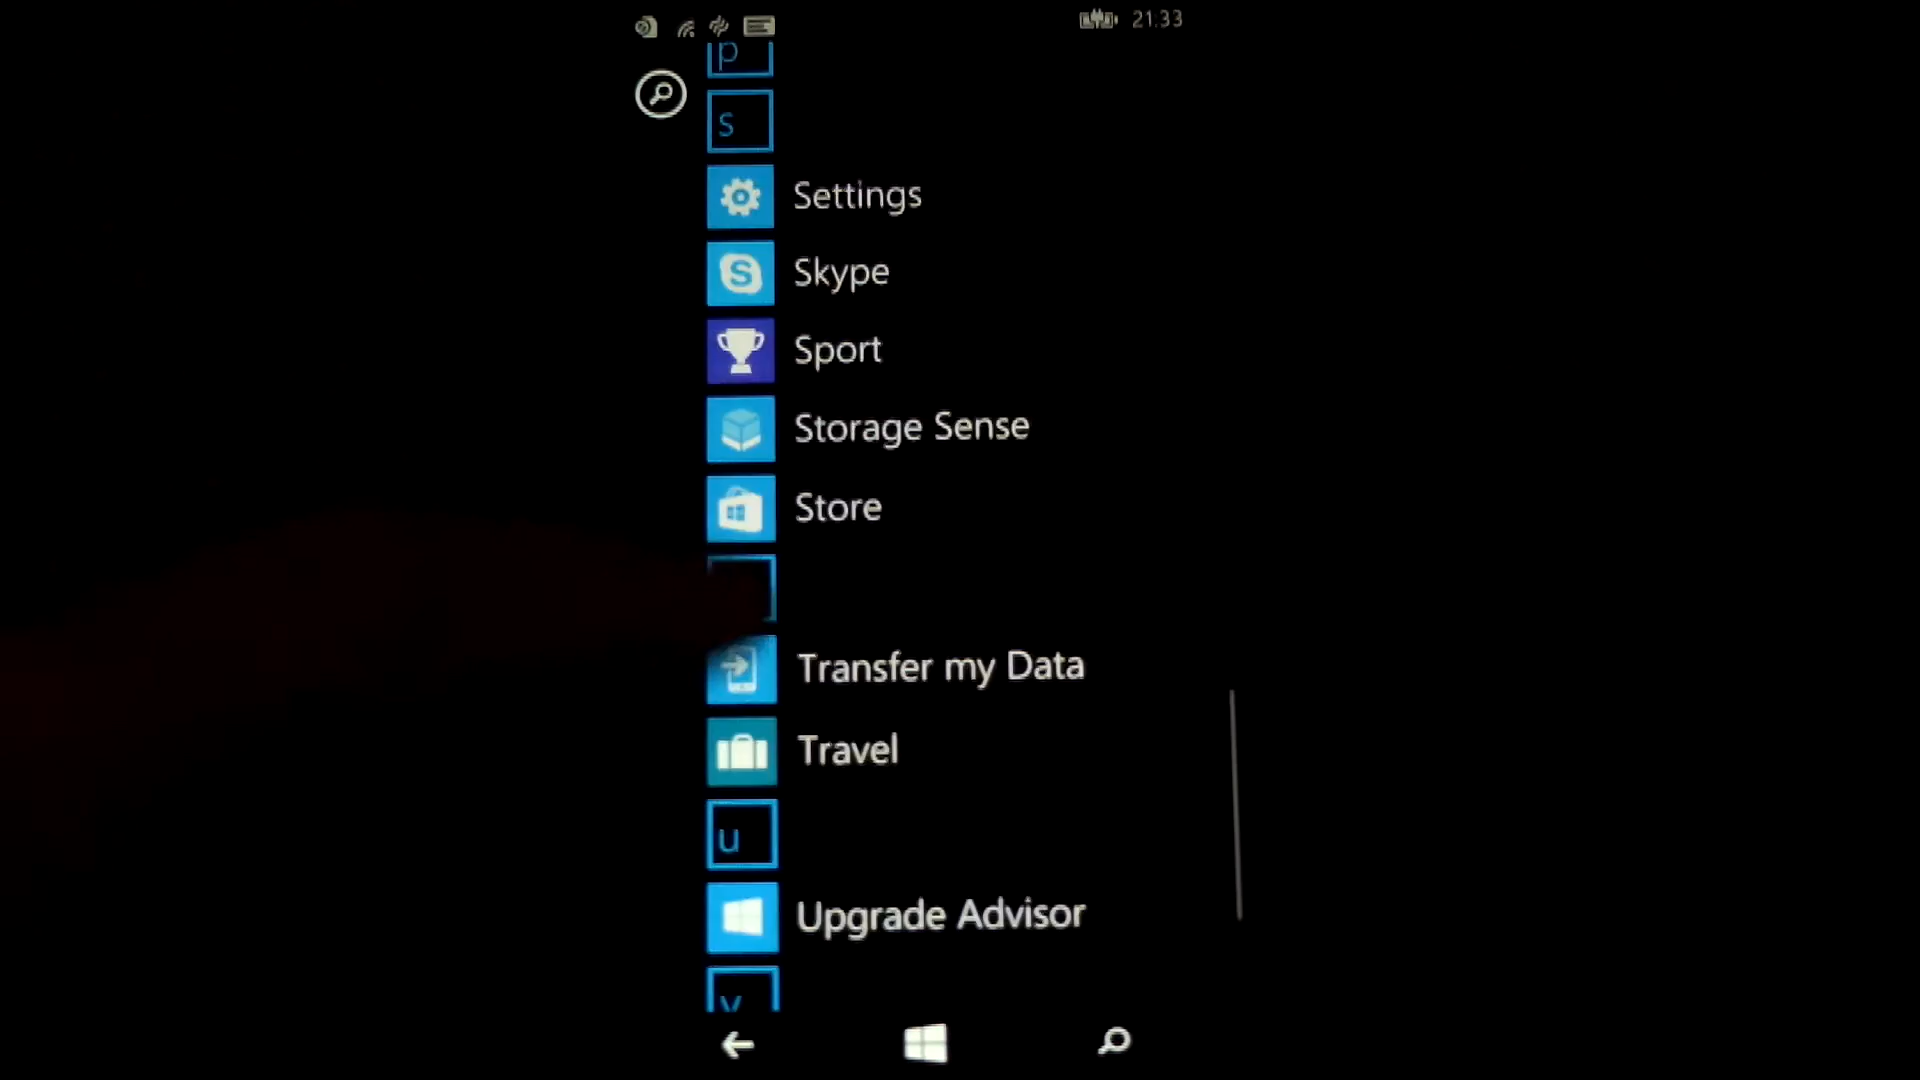 21.33
p
s
Settings
Skype
Sport
Storage Sense
Store
Transfer my Data
Travel
u
Upgrade Advisor
v